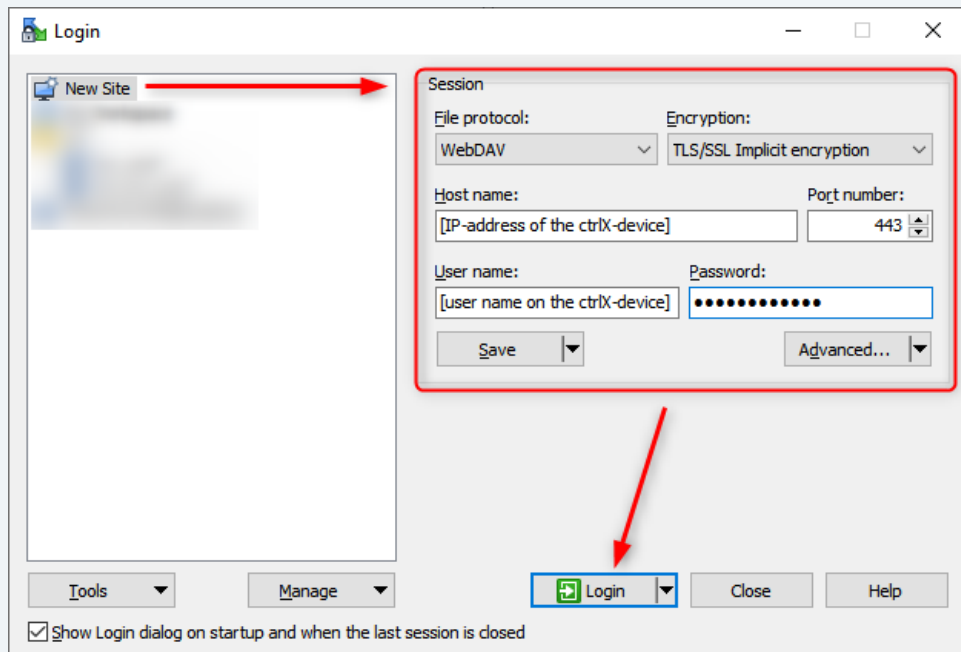 Login
New Site
Session
File protocol: Encryption:
WebDAV TLS/SSL Implicit encryption
Host name: Port number:
[IP-address of the ctrlX-device] 443
User name: Password:
[user name on the ctrlX-device] ●●●●●●●●●●●●
Save Advanced...
Tools Manage Login Close Help
Show Login dialog on startup and when the last session is closed